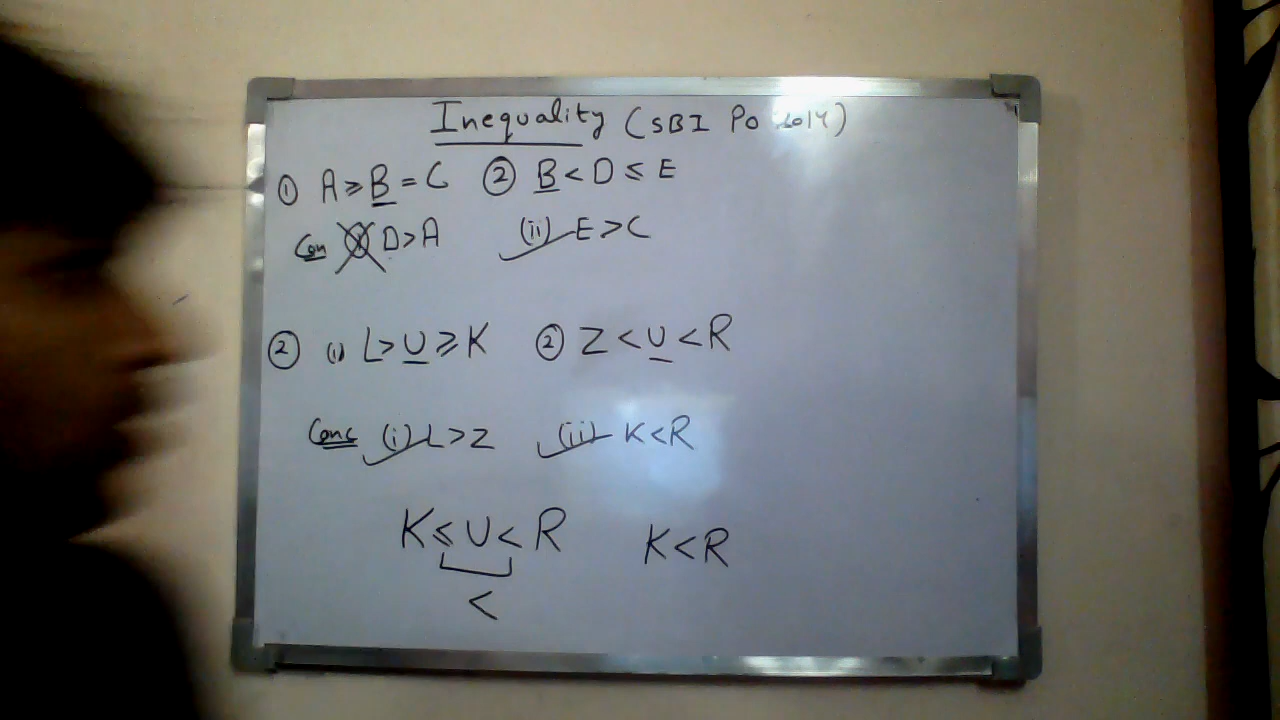 Inequality (SBI PO 2014)
① A ≥ B = C ② B < D ≤ E
Con (i) D > A (ii) E > C
② (i) L > U ≥ K ② Z < U < R
Conc (i) L > Z (ii) K < R
K ≤ U < R K < R
<